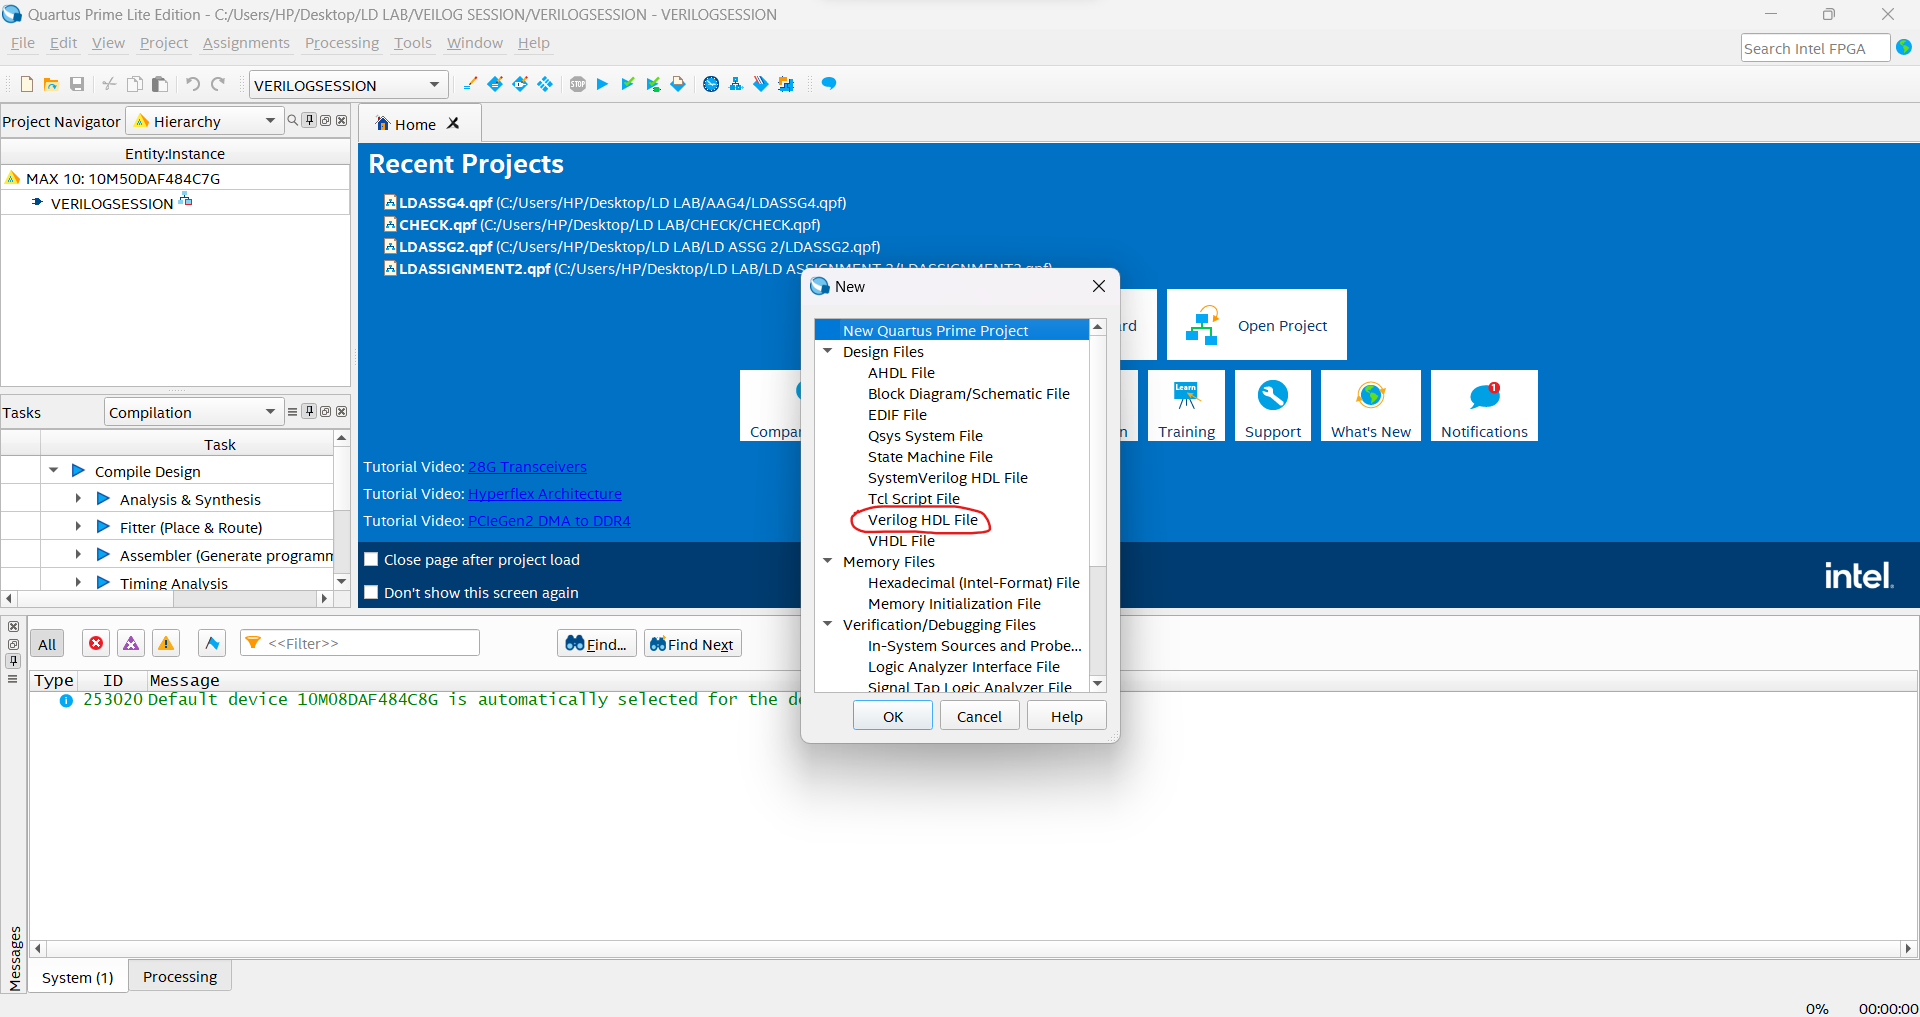 Quartus Prime Lite Edition - C:/Users/HP/Desktop/LD LAB/VEILOG SESSION/VERILOGSESSION - VERILOGSESSION
File Edit View Project Assignments Processing Tools Window Help
Search Intel FPGA
STOP
VERILOGSESSION
Project Navigator
Hierarchy
Entity:Instance
MAX 10: 10M50DAF484C7G
VERILOGSESSION
Tasks
Compilation
Task
Compile Design
Analysis & Synthesis
Fitter (Place & Route)
Assembler (Generate programm
Timing Analysis
Home
Recent Projects
LDASSG4.qpf (C:/Users/HP/Desktop/LD LAB/AAG4/LDASSG4.qpf)
CHECK.qpf (C:/Users/HP/Desktop/LD LAB/CHECK/CHECK.qpf)
LDASSG2.qpf (C:/Users/HP/Desktop/LD LAB/LD ASSG 2/LDASSG2.qpf)
LDASSIGNMENT2.qpf (C:/Users/HP/Desktop/LD LAB/LD ASSIGNMENT 2/LDASSIGNMENT2.qpf)
rd
Open Project
Compar
n
Learn
Training
Support
What's New
1
Notifications
Tutorial Video: 28G Transceivers
Tutorial Video: Hyperflex Architecture
Tutorial Video: PCIeGen2 DMA to DDR4
Close page after project load
Don't show this screen again
intel.
New
New Quartus Prime Project
Design Files
AHDL File
Block Diagram/Schematic File
EDIF File
Qsys System File
State Machine File
SystemVerilog HDL File
Tcl Script File
Verilog HDL File
VHDL File
Memory Files
Hexadecimal (Intel-Format) File
Memory Initialization File
Verification/Debugging Files
In-System Sources and Probe...
Logic Analyzer Interface File
Signal Tap Logic Analyzer File
OK
Cancel
Help
All
<<Filter>>
Find...
Find Next
Type ID Message
253020 Default device 10M08DAF484C8G is automatically selected for the de
Messages
System (1)
Processing
0% 00:00:00